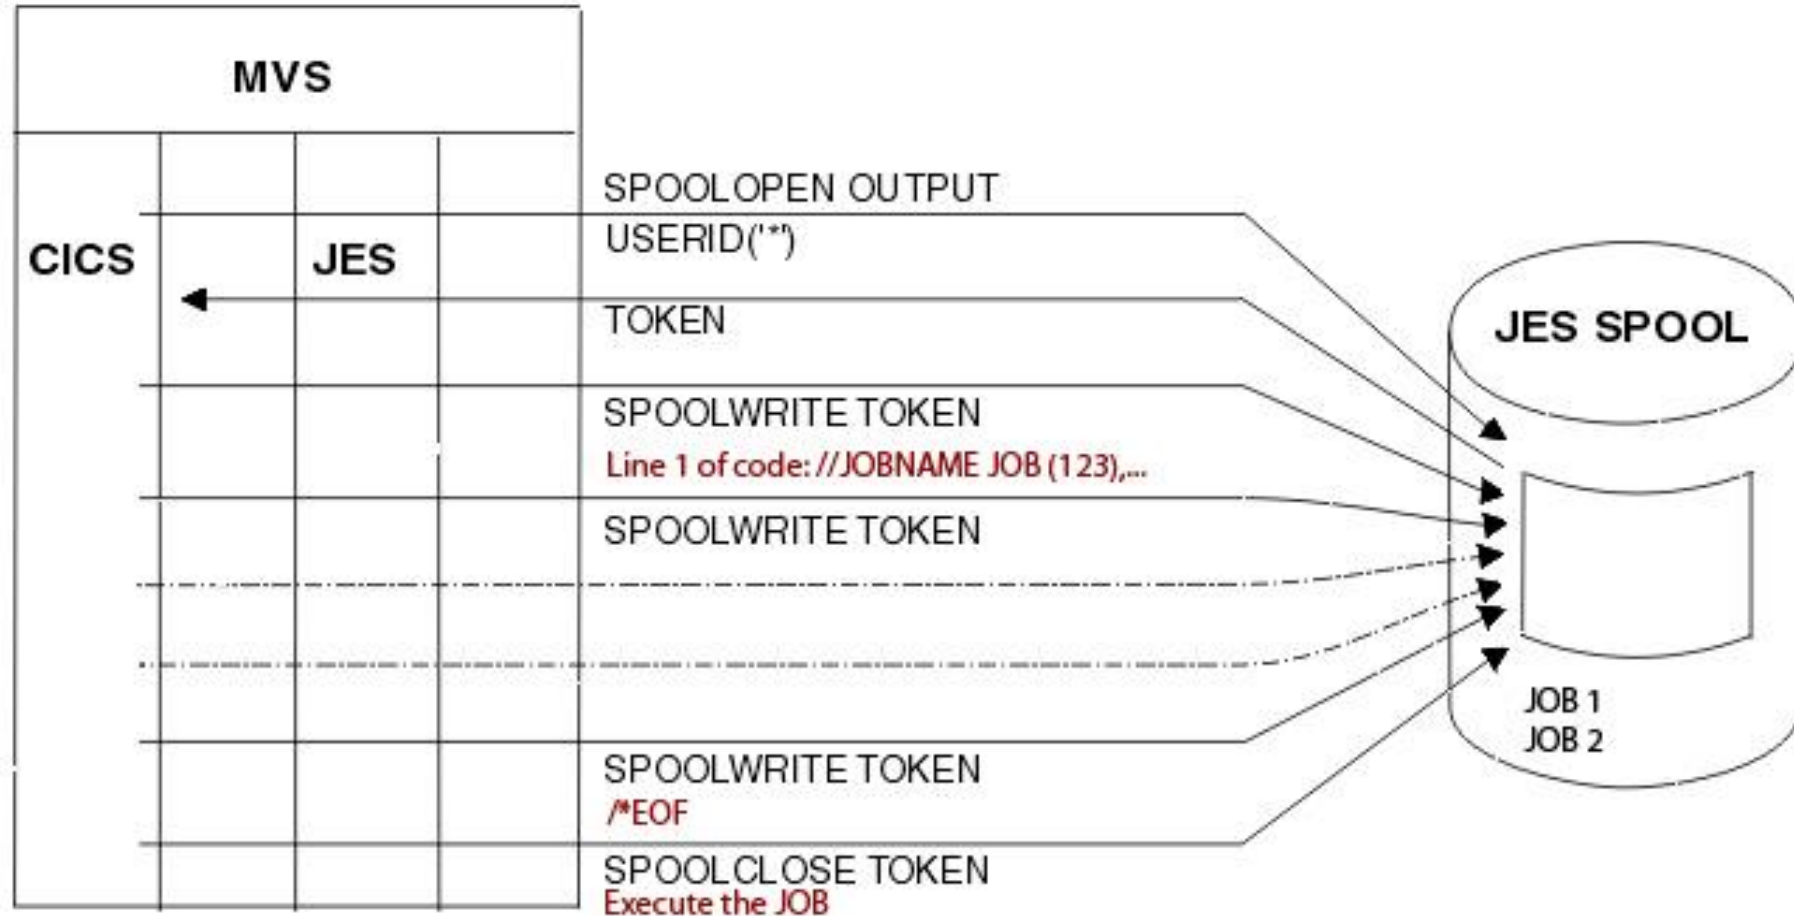 MVS
CICS
JES
SPOOLOPEN OUTPUT
USERID('*')
TOKEN
SPOOLWRITE TOKEN
Line 1 of code: //JOBNAME JOB (123),...
SPOOLWRITE TOKEN
SPOOLWRITE TOKEN
/*EOF
SPOOLCLOSE TOKEN
Execute the JOB
JES SPOOL
JOB 1
JOB 2